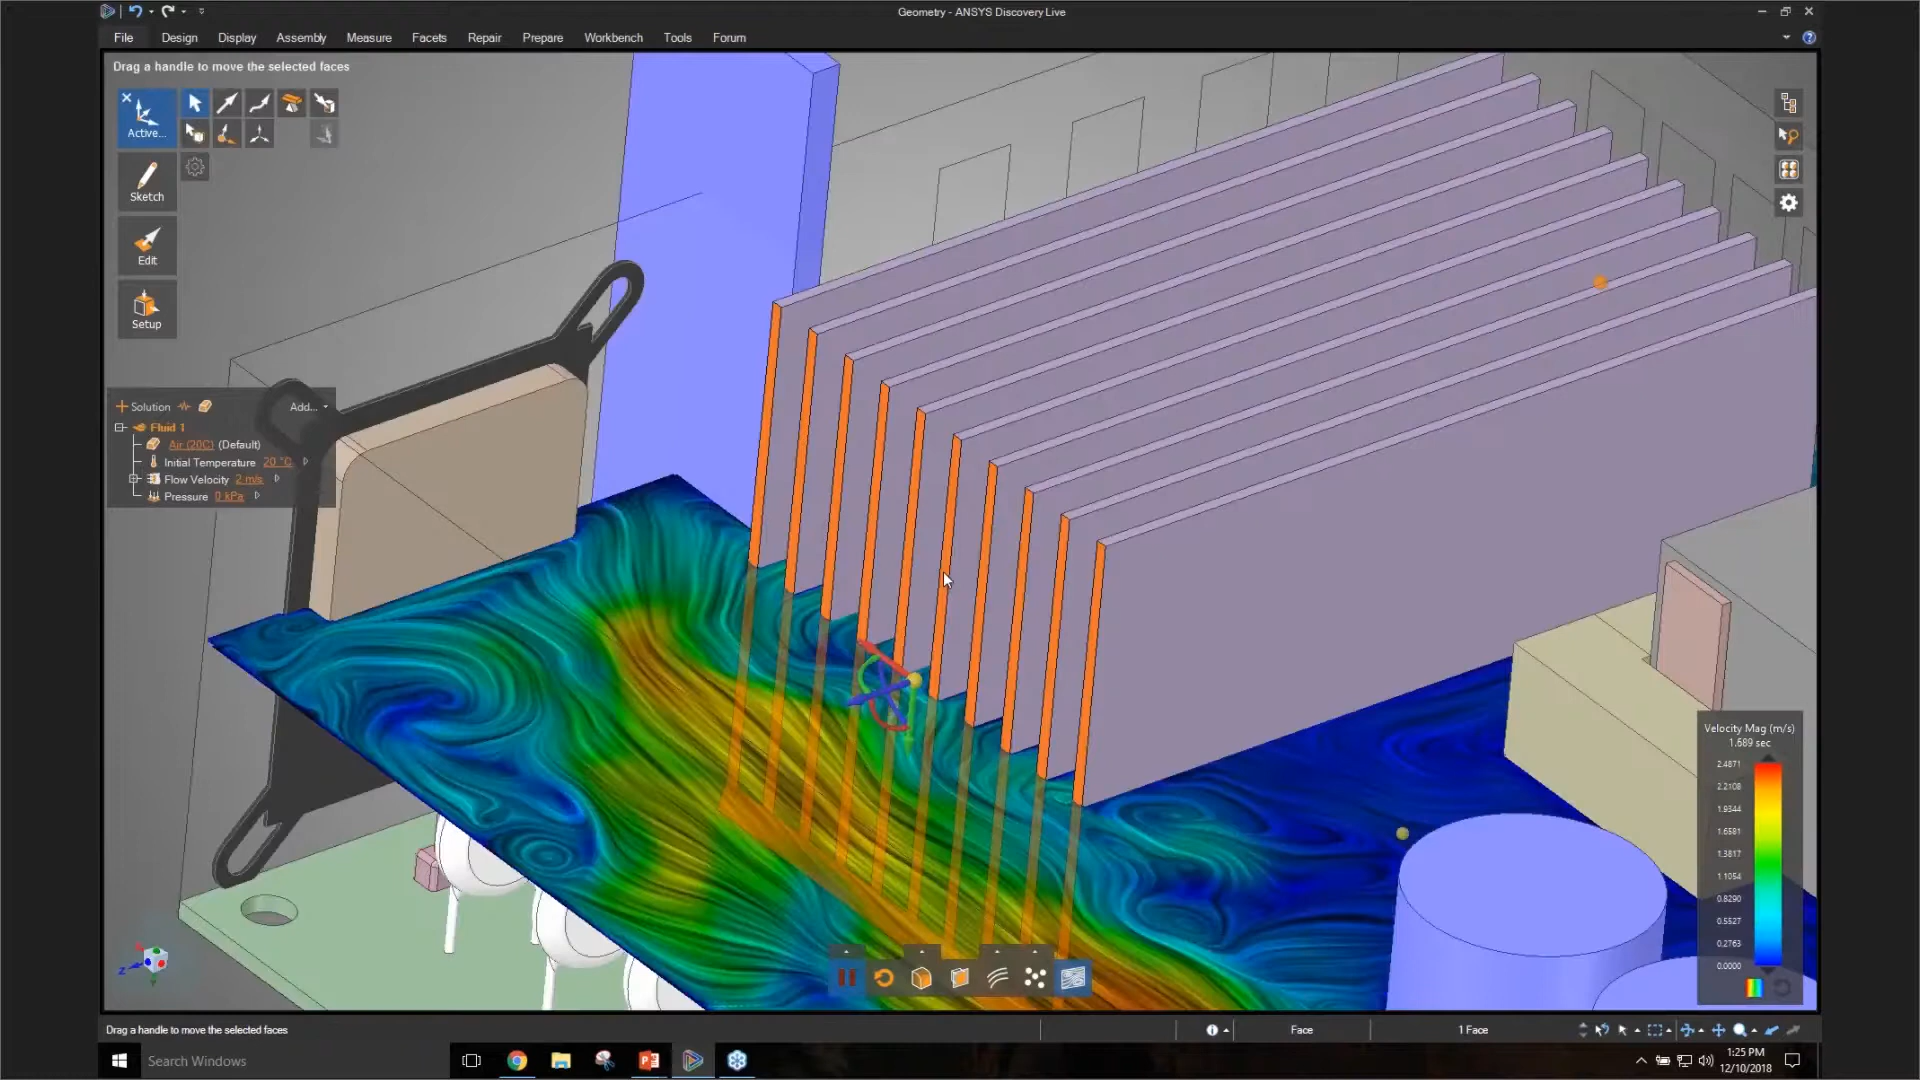 Geometry - ANSYS Discovery Live
File Design Display Assembly Measure Facets Repair Prepare Workbench Tools Forum
Drag a handle to move the selected faces
Active...
Sketch
Edit
Setup
Solution Add...
Fluid 1
Air (20C) (Default)
Initial Temperature 20 °C
Flow Velocity 2 m/s
Pressure 0 kPa
Velocity Mag (m/s)
1.689 sec
2.4871
2.2108
1.9344
1.6581
1.3817
1.1054
0.8290
0.5527
0.2763
0.0000
Z
Drag a handle to move the selected faces Face 1 Face
Search Windows
1:25 PM
12/10/2018